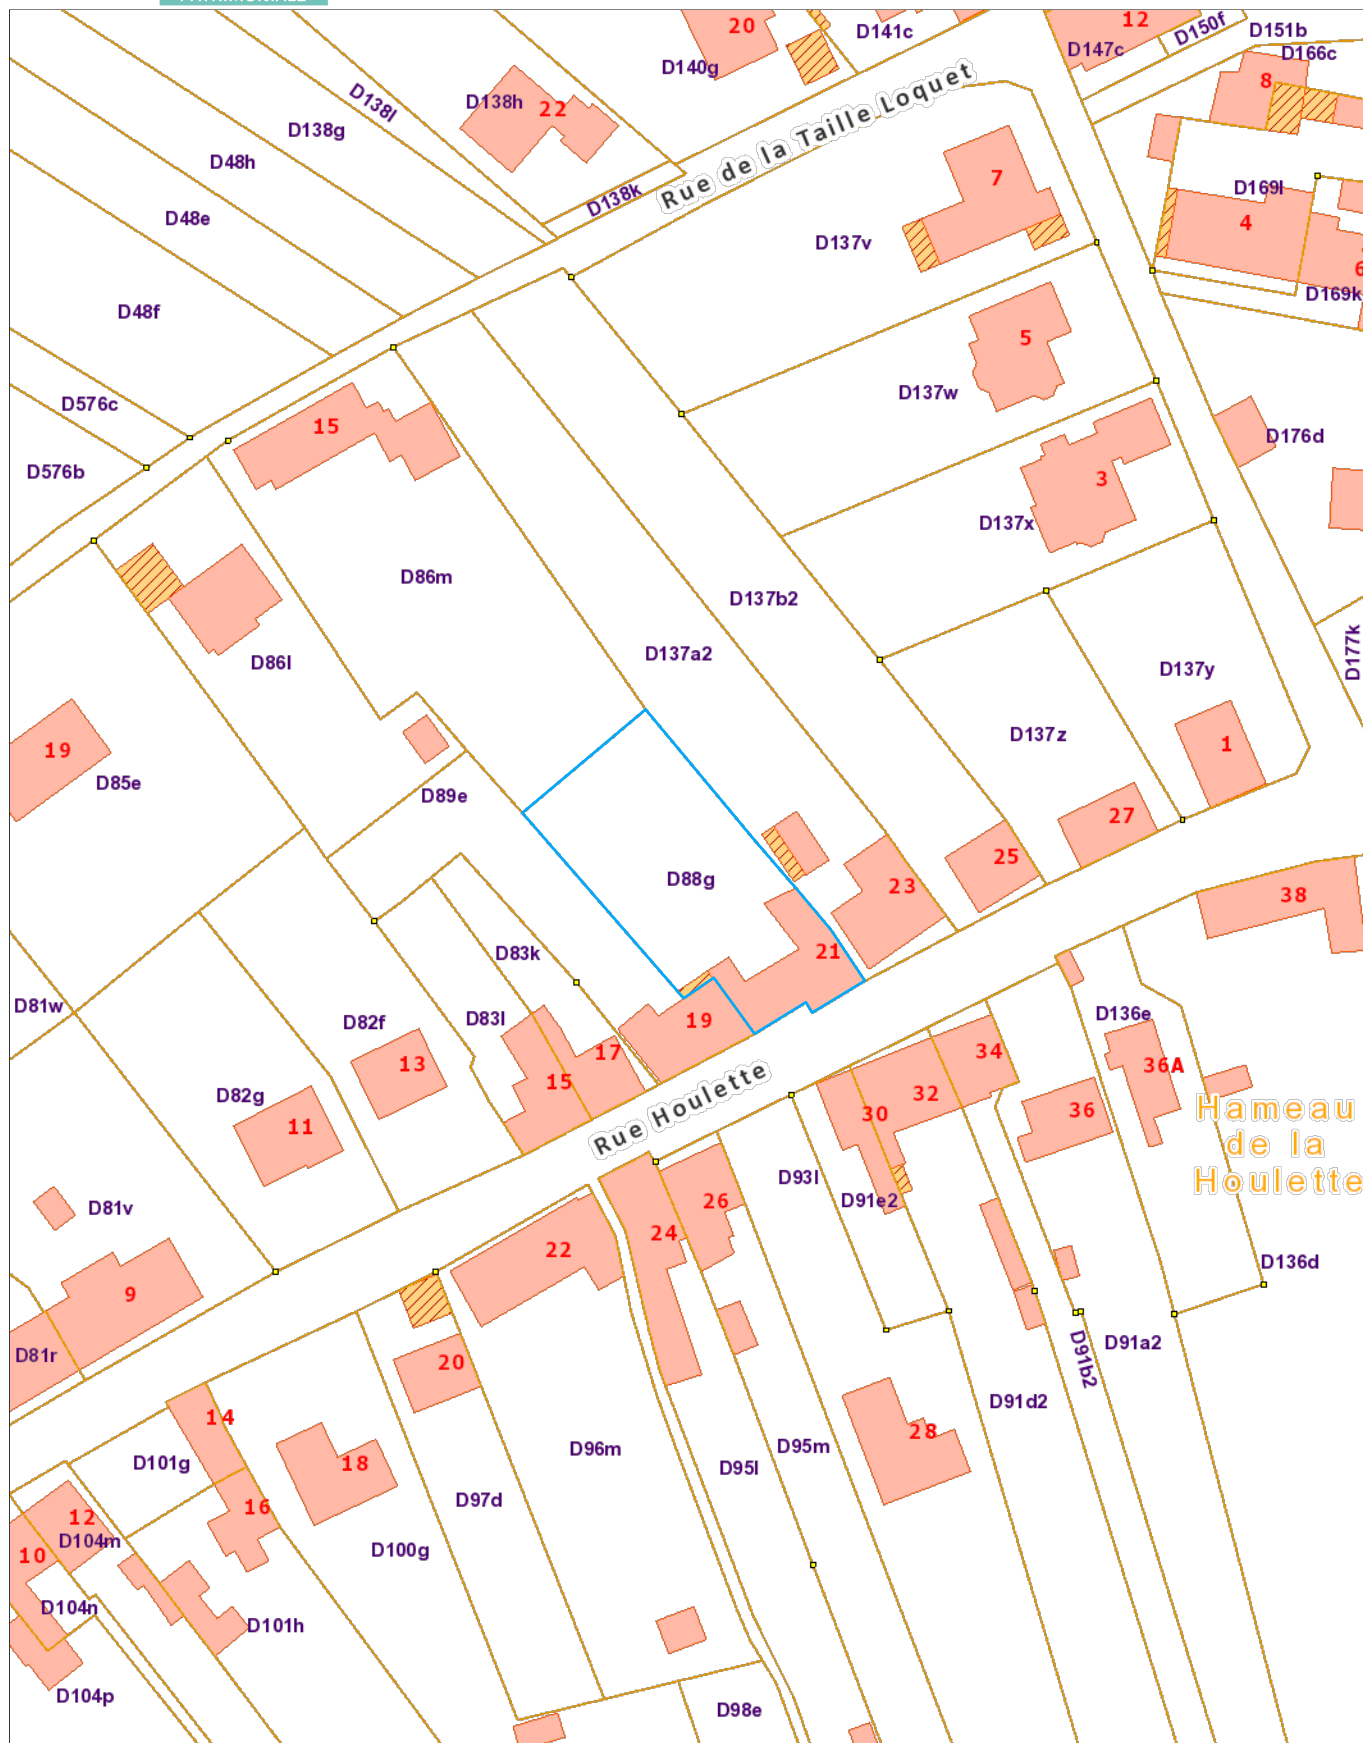 20
D141c
12
D150f
D151b
D147c
D166c
D140g
8
D138l
D138h
22
D138g
Rue de la Taille Loquet
D48h
7
D169l
D138k
D48e
4
D137v
6
D169k
D48f
5
D137w
D576c
15
D176d
D576b
3
D137x
D86m
D137b2
D86l
D137a2
D177k
D137y
D137z
19
1
D85e
D89e
27
25
D88g
23
38
D83k
21
D81w
D82f
D83l
19
D136e
17
34
13
15
36A
D82g
Rue Houlette
32
30
36
11
Hameau
de la
Houlette
D93l
D81v
26
D91e2
24
22
D136d
9
D81r
20
D91a2
D91b2
14
D91d2
28
D101g
18
D96m
D95l
D95m
16
D97d
12
D104m
10
D100g
D104n
D101h
D104p
D98e